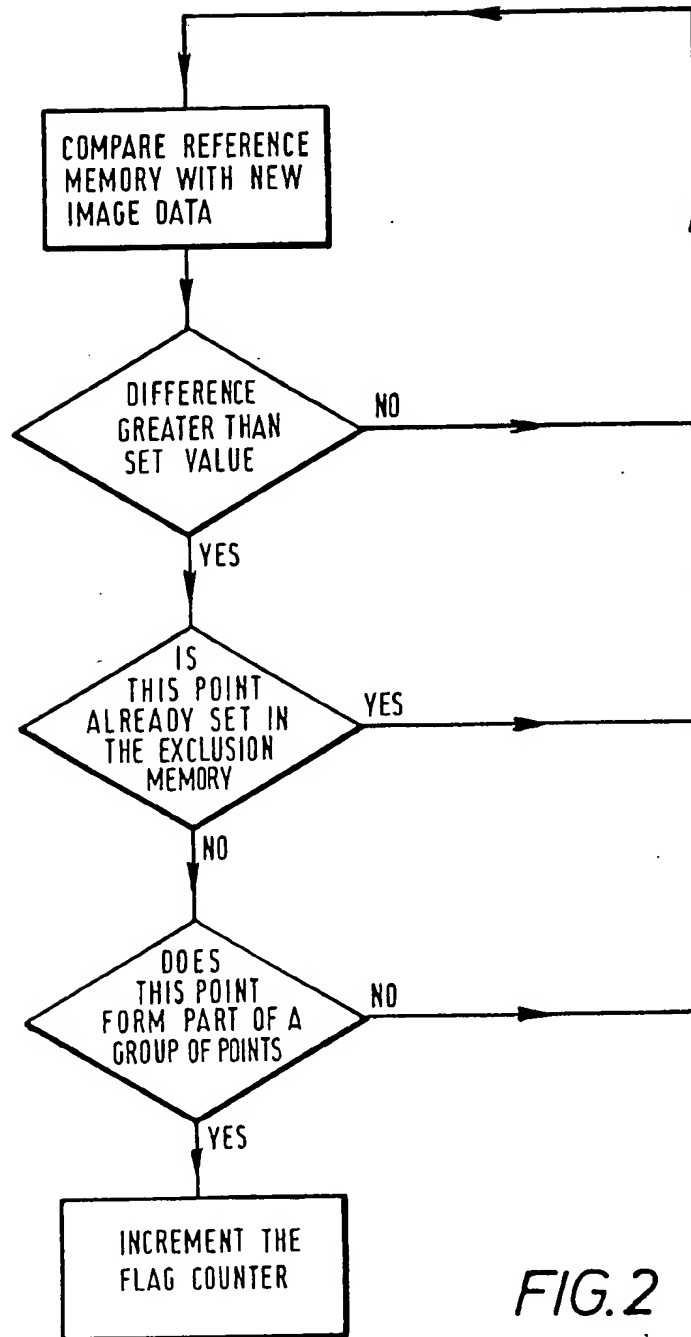 COMPARE REFERENCE
MEMORY WITH NEW
IMAGE DATA
DIFFERENCE
GREATER THAN
SET VALUE
NO
YES
IS
THIS POINT
ALREADY SET IN
THE EXCLUSION
MEMORY
YES
NO
DOES
THIS POINT
FORM PART OF A
GROUP OF POINTS
NO
YES
INCREMENT THE
FLAG COUNTER
FIG.2